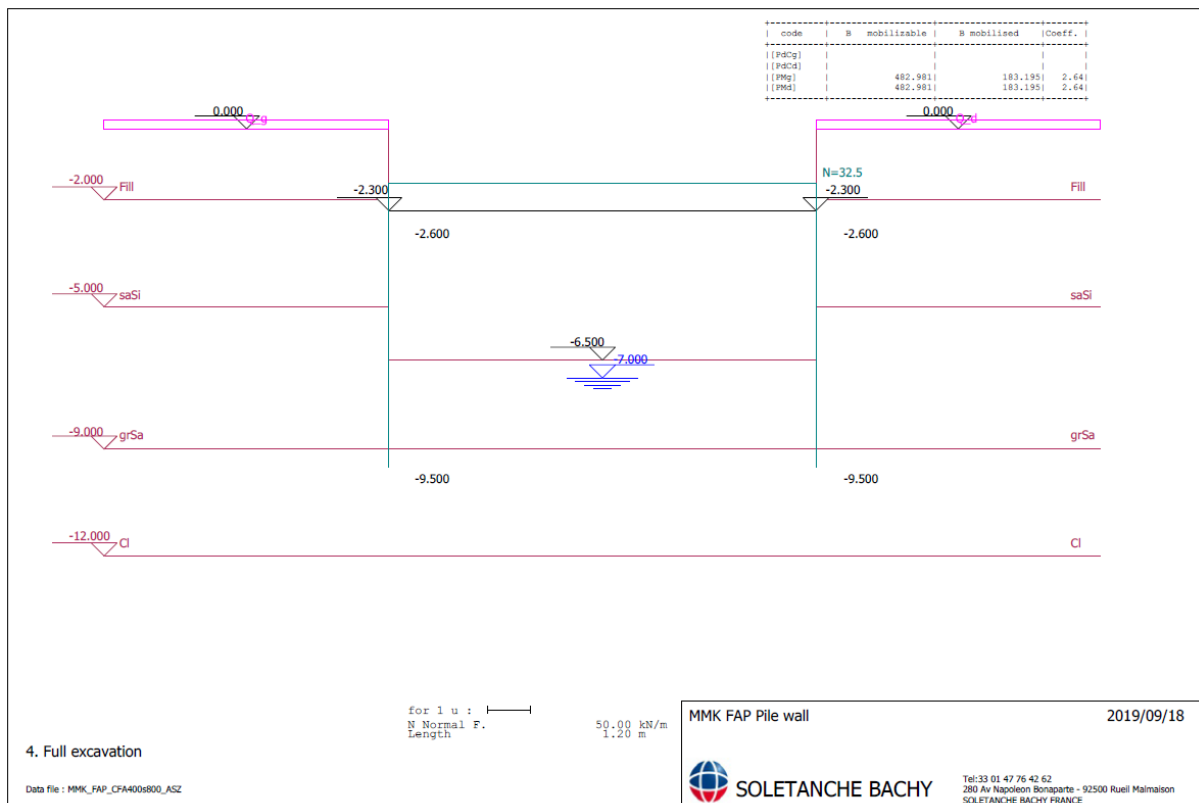 +--------+----------------+----------------+------+
| code | B mobilizable | B mobilised |Coeff. |
+--------+----------------+----------------+------+
|[PdCg] | | | |
|[PdCd] | | | |
|[PMg] | 482.981| 183.195| 2.64|
|[PMd] | 482.981| 183.195| 2.64|
+--------+----------------+----------------+------+
0.000 Q_g 0.000 Q_d
N=32.5
-2.000 Fill -2.300 -2.300 Fill
-2.600 -2.600
-5.000 saSi saSi
-6.500
-7.000
-9.000 grSa grSa
-9.500 -9.500
-12.000 Cl Cl
for 1 u :
N Normal F. 50.00 kN/m
Length 1.20 m
MMK FAP Pile wall 2019/09/18
4. Full excavation
Data file : MMK_FAP_CFA400s800_ASZ
SOLETANCHE BACHY
Tel:33 01 47 76 42 62
280 Av Napoleon Bonaparte - 92500 Rueil Malmaison
SOLETANCHE BACHY FRANCE